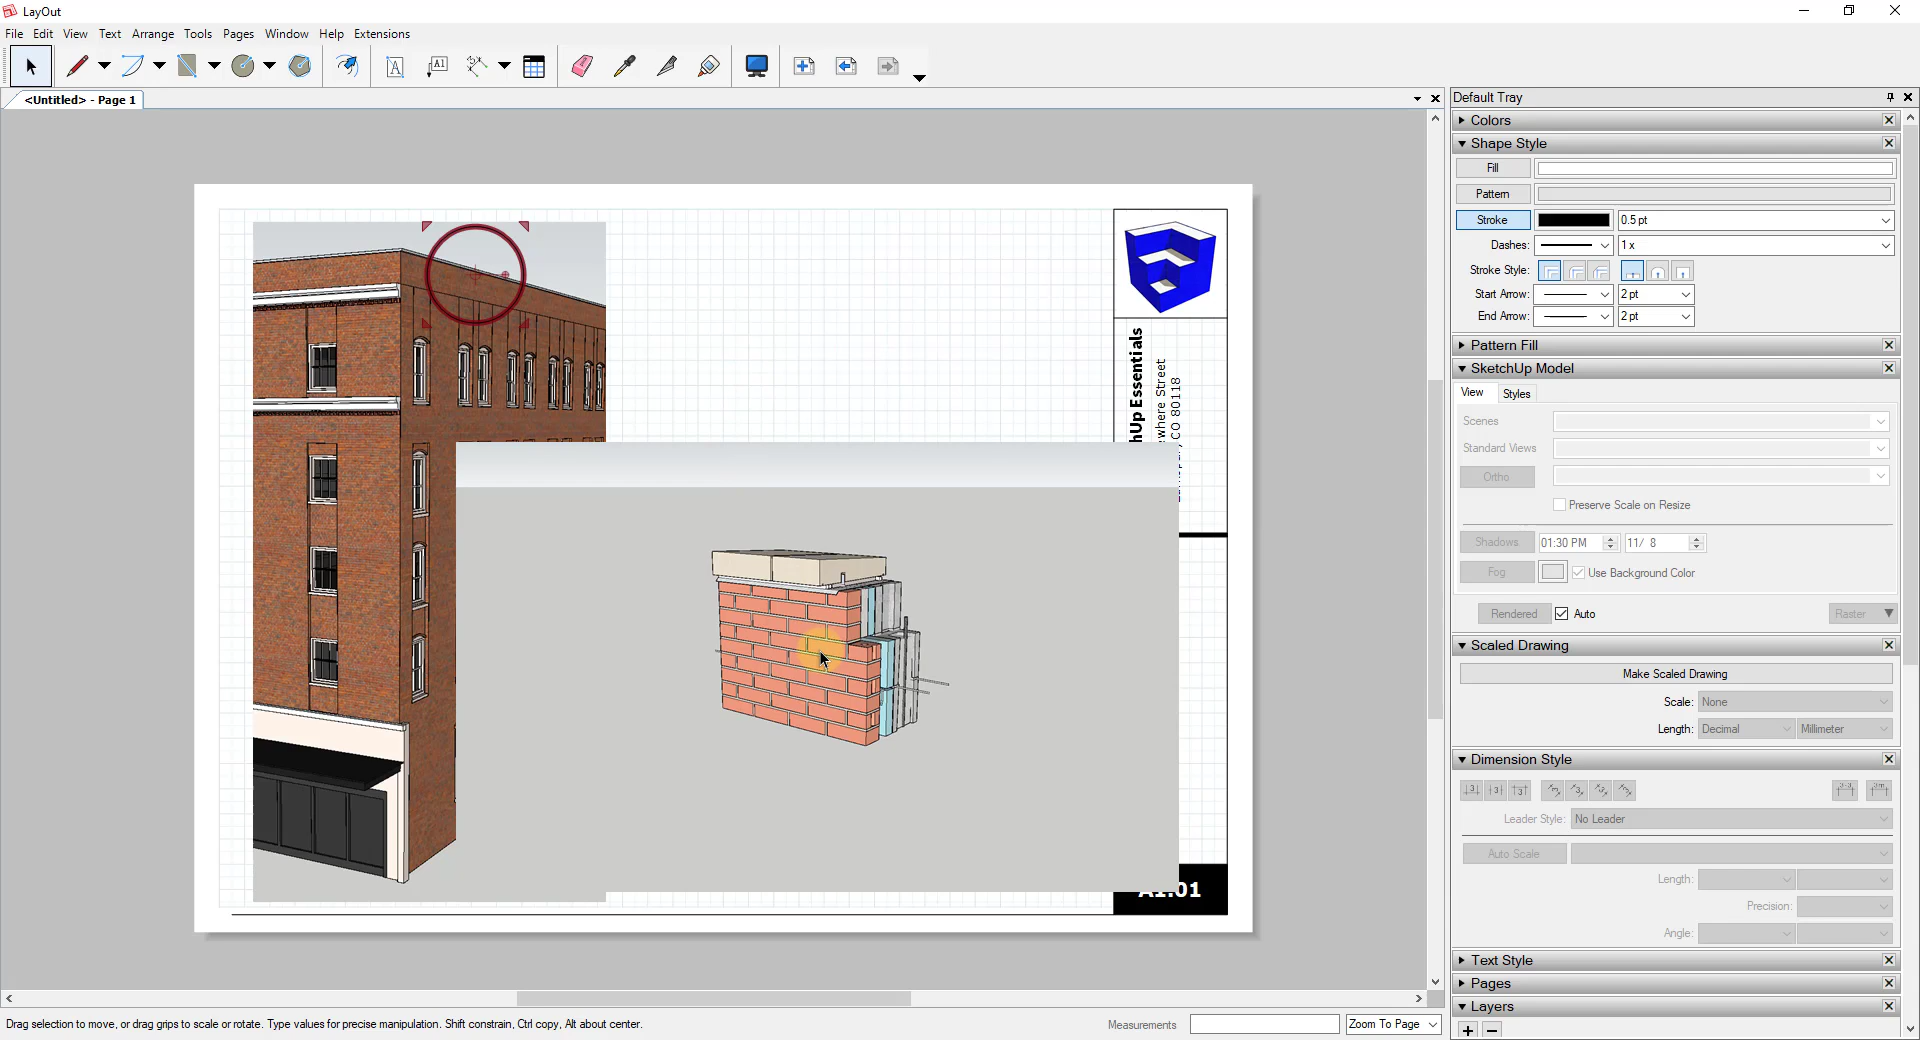 LayOut
File Edit View Text Arrange Tools Pages Window Help Extensions
<Untitled> - Page 1
Default Tray
Colors
Shape Style
Fill
Pattern
Stroke 0.5 pt
Dashes: 1 x
Stroke Style:
Start Arrow: 2 pt
End Arrow: 2 pt
Pattern Fill
SketchUp Model
View Styles
Scenes
Standard Views
Ortho
Preserve Scale on Resize
Shadows 01:30 PM 11/ 8
Fog Use Background Color
Rendered Auto Raster
Scaled Drawing
Make Scaled Drawing
Scale: None
Length: Decimal Millimeter
Dimension Style
Leader Style: No Leader
Auto Scale
Length:
Precision:
Angle:
Text Style
Pages
Layers
hUp Essentials
where Street
CO 80118
A1.01
Drag selection to move, or drag grips to scale or rotate. Type values for precise manipulation. Shift constrain, Ctrl copy, Alt about center.
Measurements
Zoom To Page